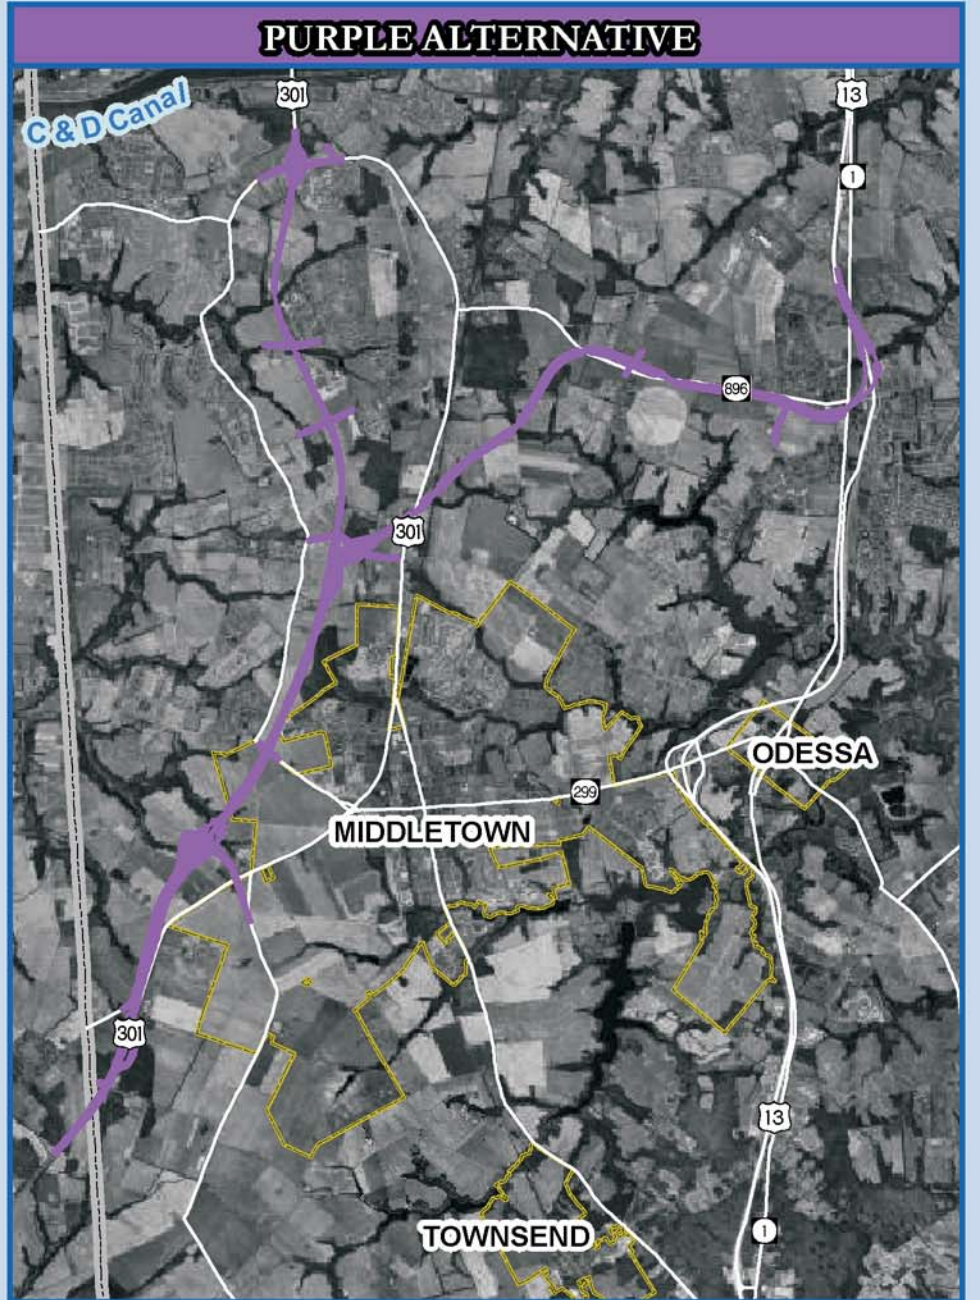 PURPLE ALTERNATIVE
C & D Canal
301
13
1
896
301
ODESSA
299
MIDDLETOWN
301
13
TOWNSEND
1